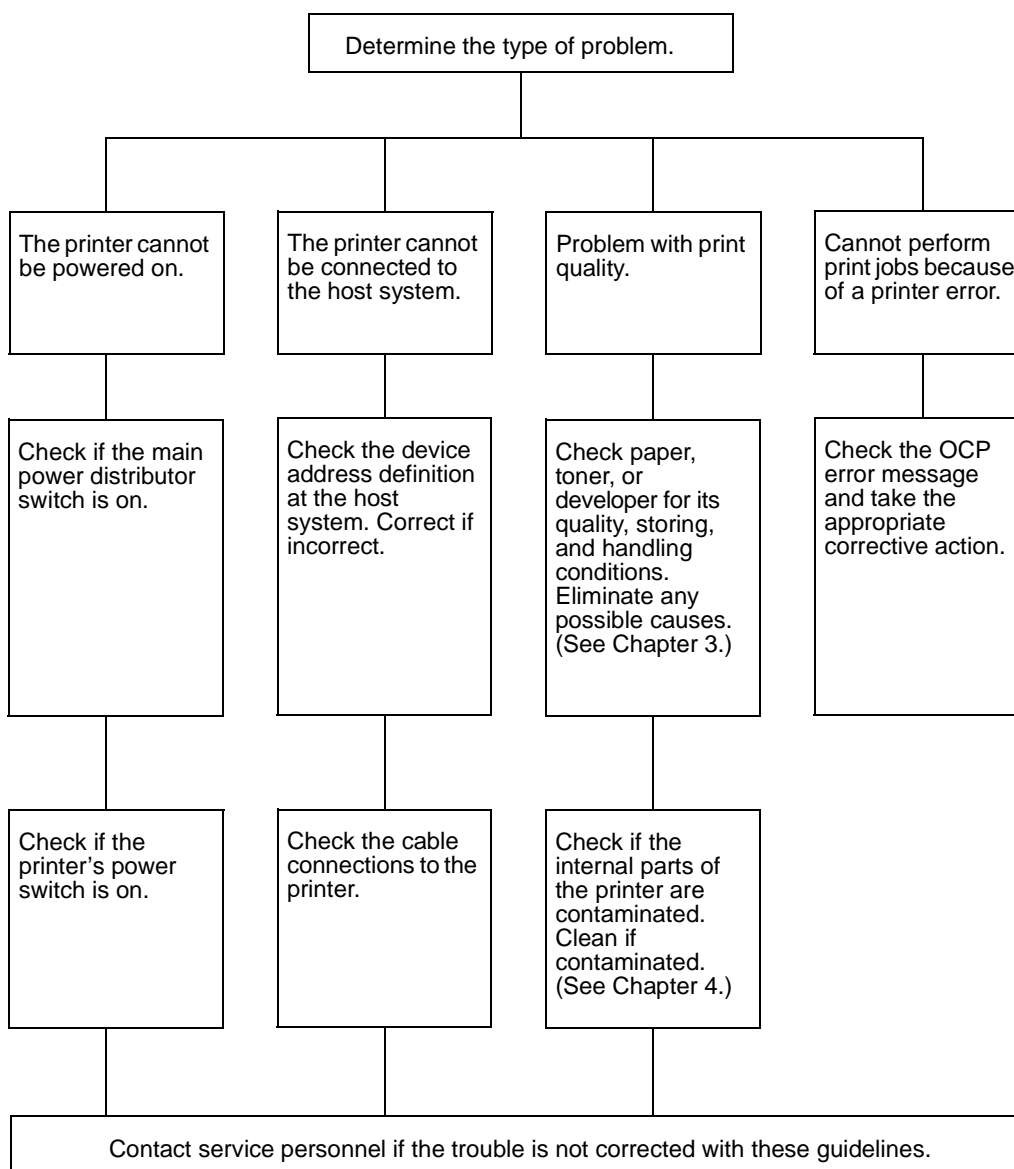 Determine the type of problem.
The printer cannot
be powered on.
The printer cannot
be connected to
the host system.
Problem with print
quality.
Cannot perform
print jobs because
of a printer error.
Check if the main
power distributor
switch is on.
Check the device
address definition
at the host
system. Correct if
incorrect.
Check paper,
toner, or
developer for its
quality, storing,
and handling
conditions.
Eliminate any
possible causes.
(See Chapter 3.)
Check the OCP
error message
and take the
appropriate
corrective action.
Check if the
printer’s power
switch is on.
Check the cable
connections to the
printer.
Check if the
internal parts of
the printer are
contaminated.
Clean if
contaminated.
(See Chapter 4.)
Contact service personnel if the trouble is not corrected with these guidelines.